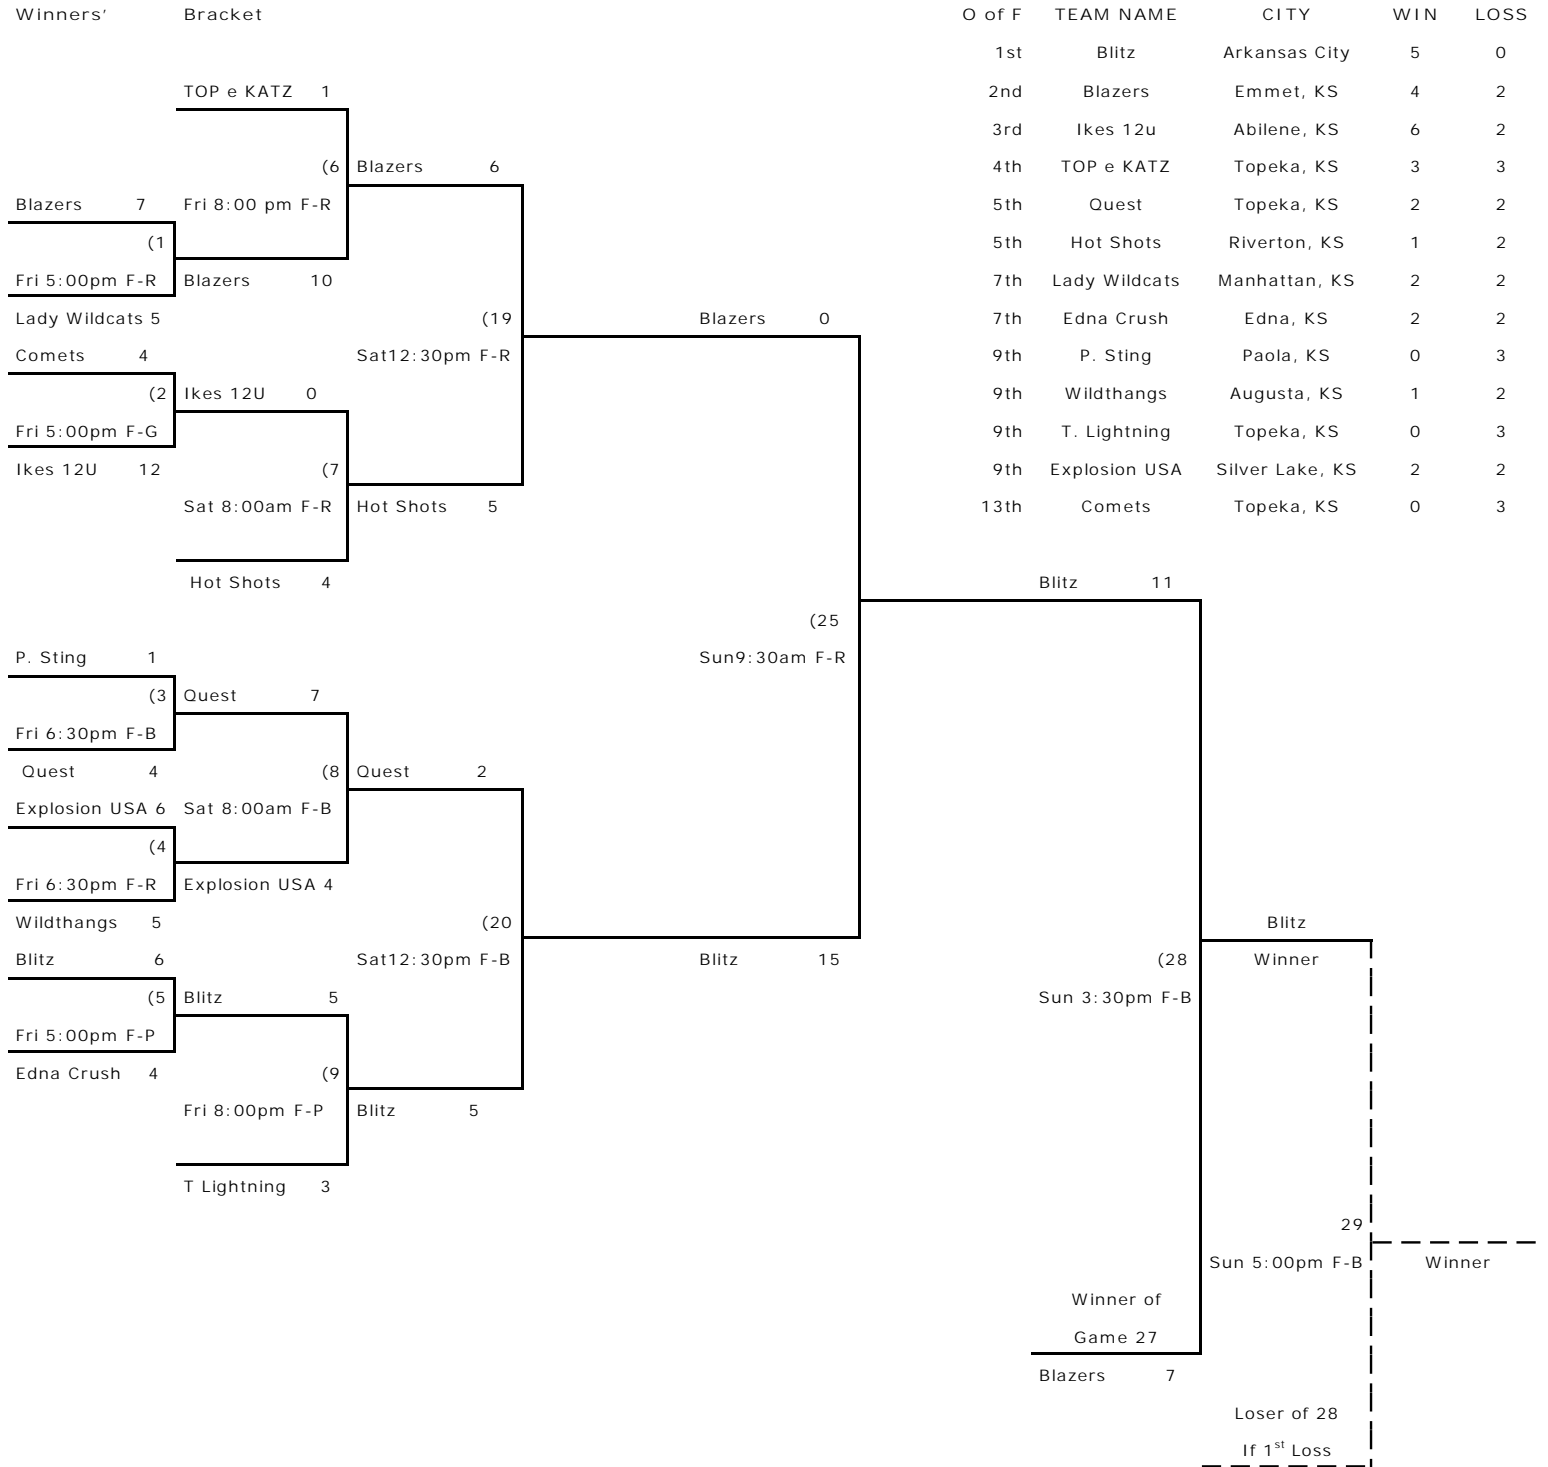 Winners’ Bracket O of F TEAM NAME CITY WIN LOSS
1st Blitz Arkansas City 5 0
TOP e KATZ 1 2nd Blazers Emmet, KS 4 2
3rd Ikes 12u Abilene, KS 6 2
(6 Blazers 6 4th TOP e KATZ Topeka, KS 3 3
Blazers 7 Fri 8:00 pm F-R 5th Quest Topeka, KS 2 2
(1 5th Hot Shots Riverton, KS 1 2
Fri 5:00pm F-R Blazers 10 7th Lady Wildcats Manhattan, KS 2 2
Lady Wildcats 5 (19 Blazers 0 7th Edna Crush Edna, KS 2 2
Comets 4 Sat12:30pm F-R 9th P. Sting Paola, KS 0 3
(2 Ikes 12U 0 9th Wildthangs Augusta, KS 1 2
Fri 5:00pm F-G 9th T. Lightning Topeka, KS 0 3
Ikes 12U 12 (7 9th Explosion USA Silver Lake, KS 2 2
Sat 8:00am F-R Hot Shots 5 13th Comets Topeka, KS 0 3
Hot Shots 4 Blitz 11
(25
P. Sting 1 Sun9:30am F-R
(3 Quest 7
Fri 6:30pm F-B
Quest 4 (8 Quest 2
Explosion USA 6 Sat 8:00am F-B
(4
Fri 6:30pm F-R Explosion USA 4
Wildthangs 5 (20 Blitz
Blitz 6 Sat12:30pm F-B Blitz 15 (28 Winner
(5 Blitz 5 Sun 3:30pm F-B
Fri 5:00pm F-P
Edna Crush 4 (9
Fri 8:00pm F-P Blitz 5
T Lightning 3
29
Sun 5:00pm F-B Winner
Winner of
Game 27
Blazers 7
Loser of 28
If 1st Loss